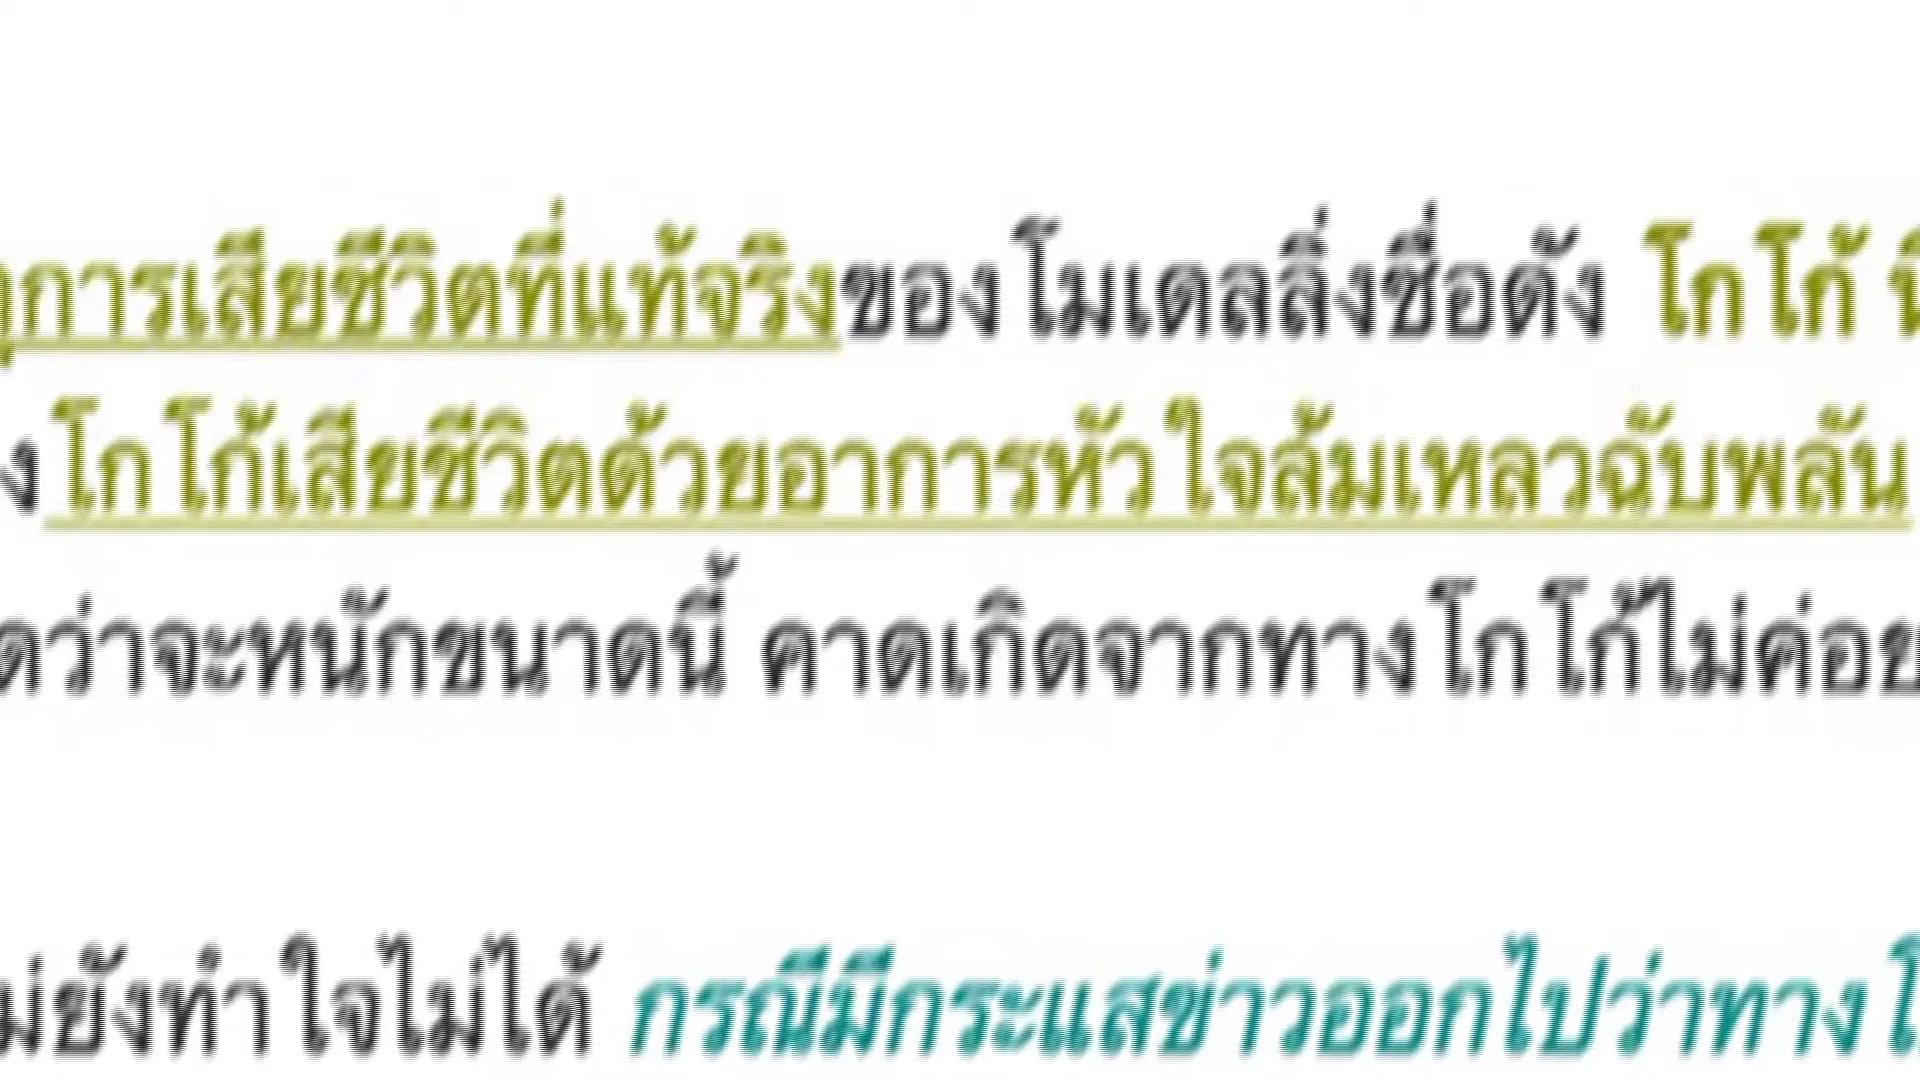 การเสียชีวิตที่แท้จริงของโมเดลลิ่งชื่อดัง โกโก้
โกโก้เสียชีวิตด้วยอาการหัวใจล้มเหลวฉับพลัน
ว่าจะหนักขนาดนี้ คาดเกิดจากทางโกโก้ไม่ค่อย
ยังทำใจไม่ได้ กรณีมีกระแสข่าวออกไปว่าทาง